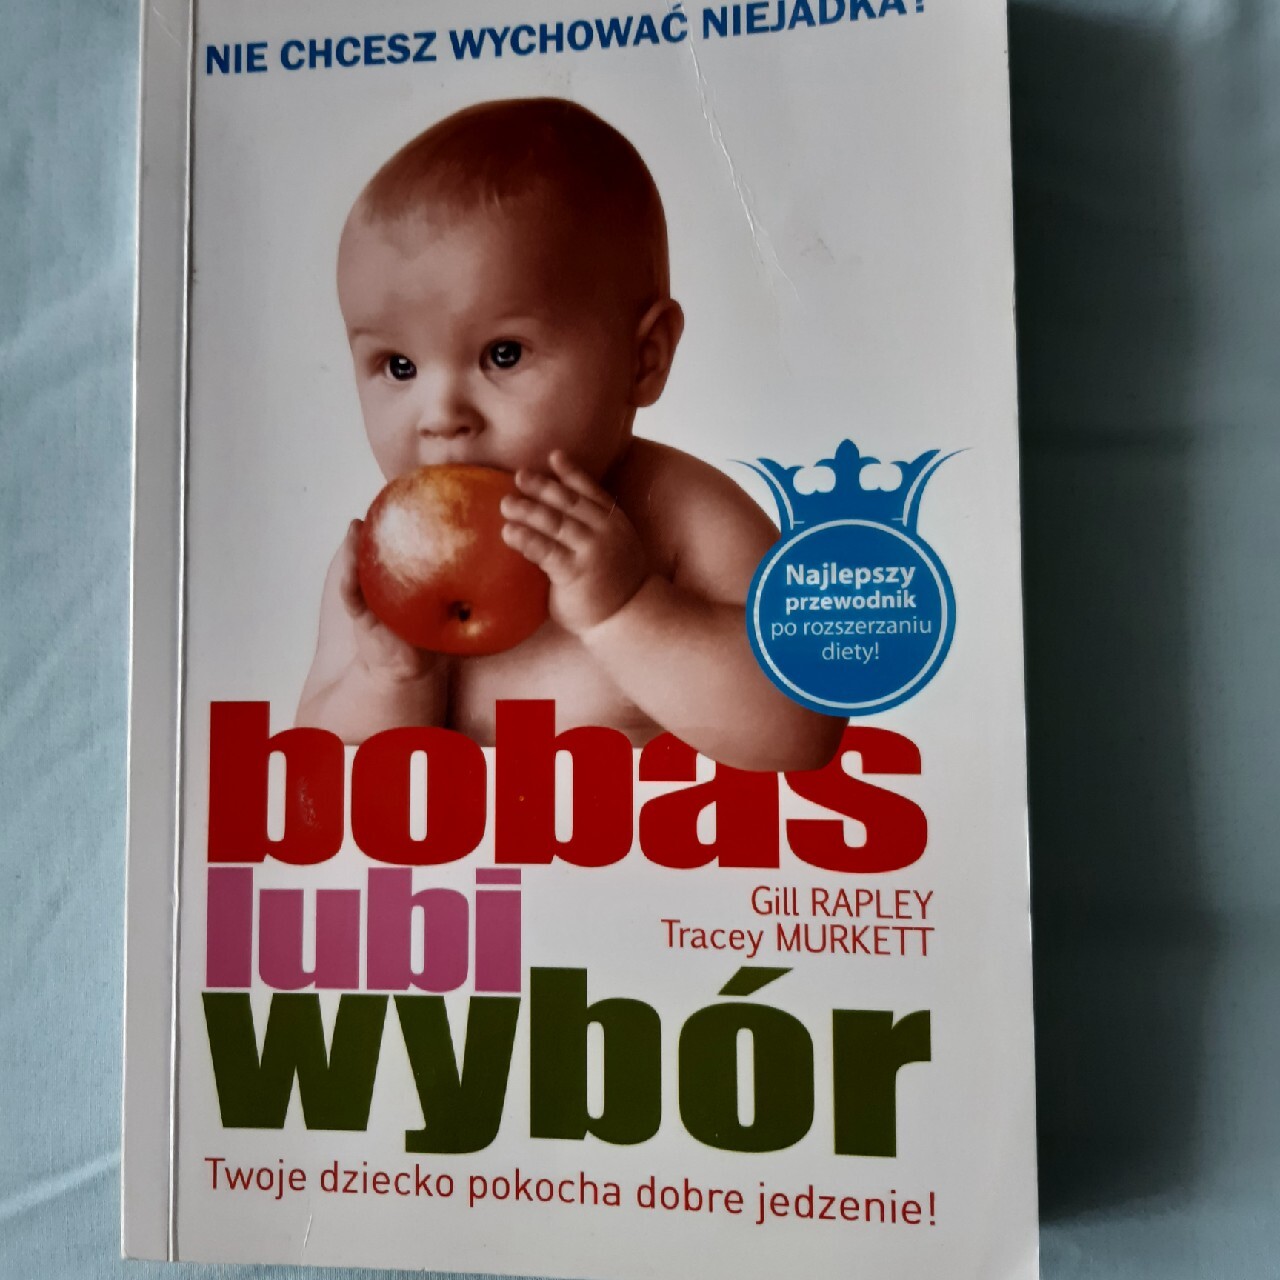 NIE CHCESZ WYCHOWAĆ NIEJADKA?
Najlepszy
przewodnik
po rozszerzaniu
diety!
bobas
lubi
Gill RAPLEY
Tracey MURKETT
wybór
Twoje dziecko pokocha dobre jedzenie!